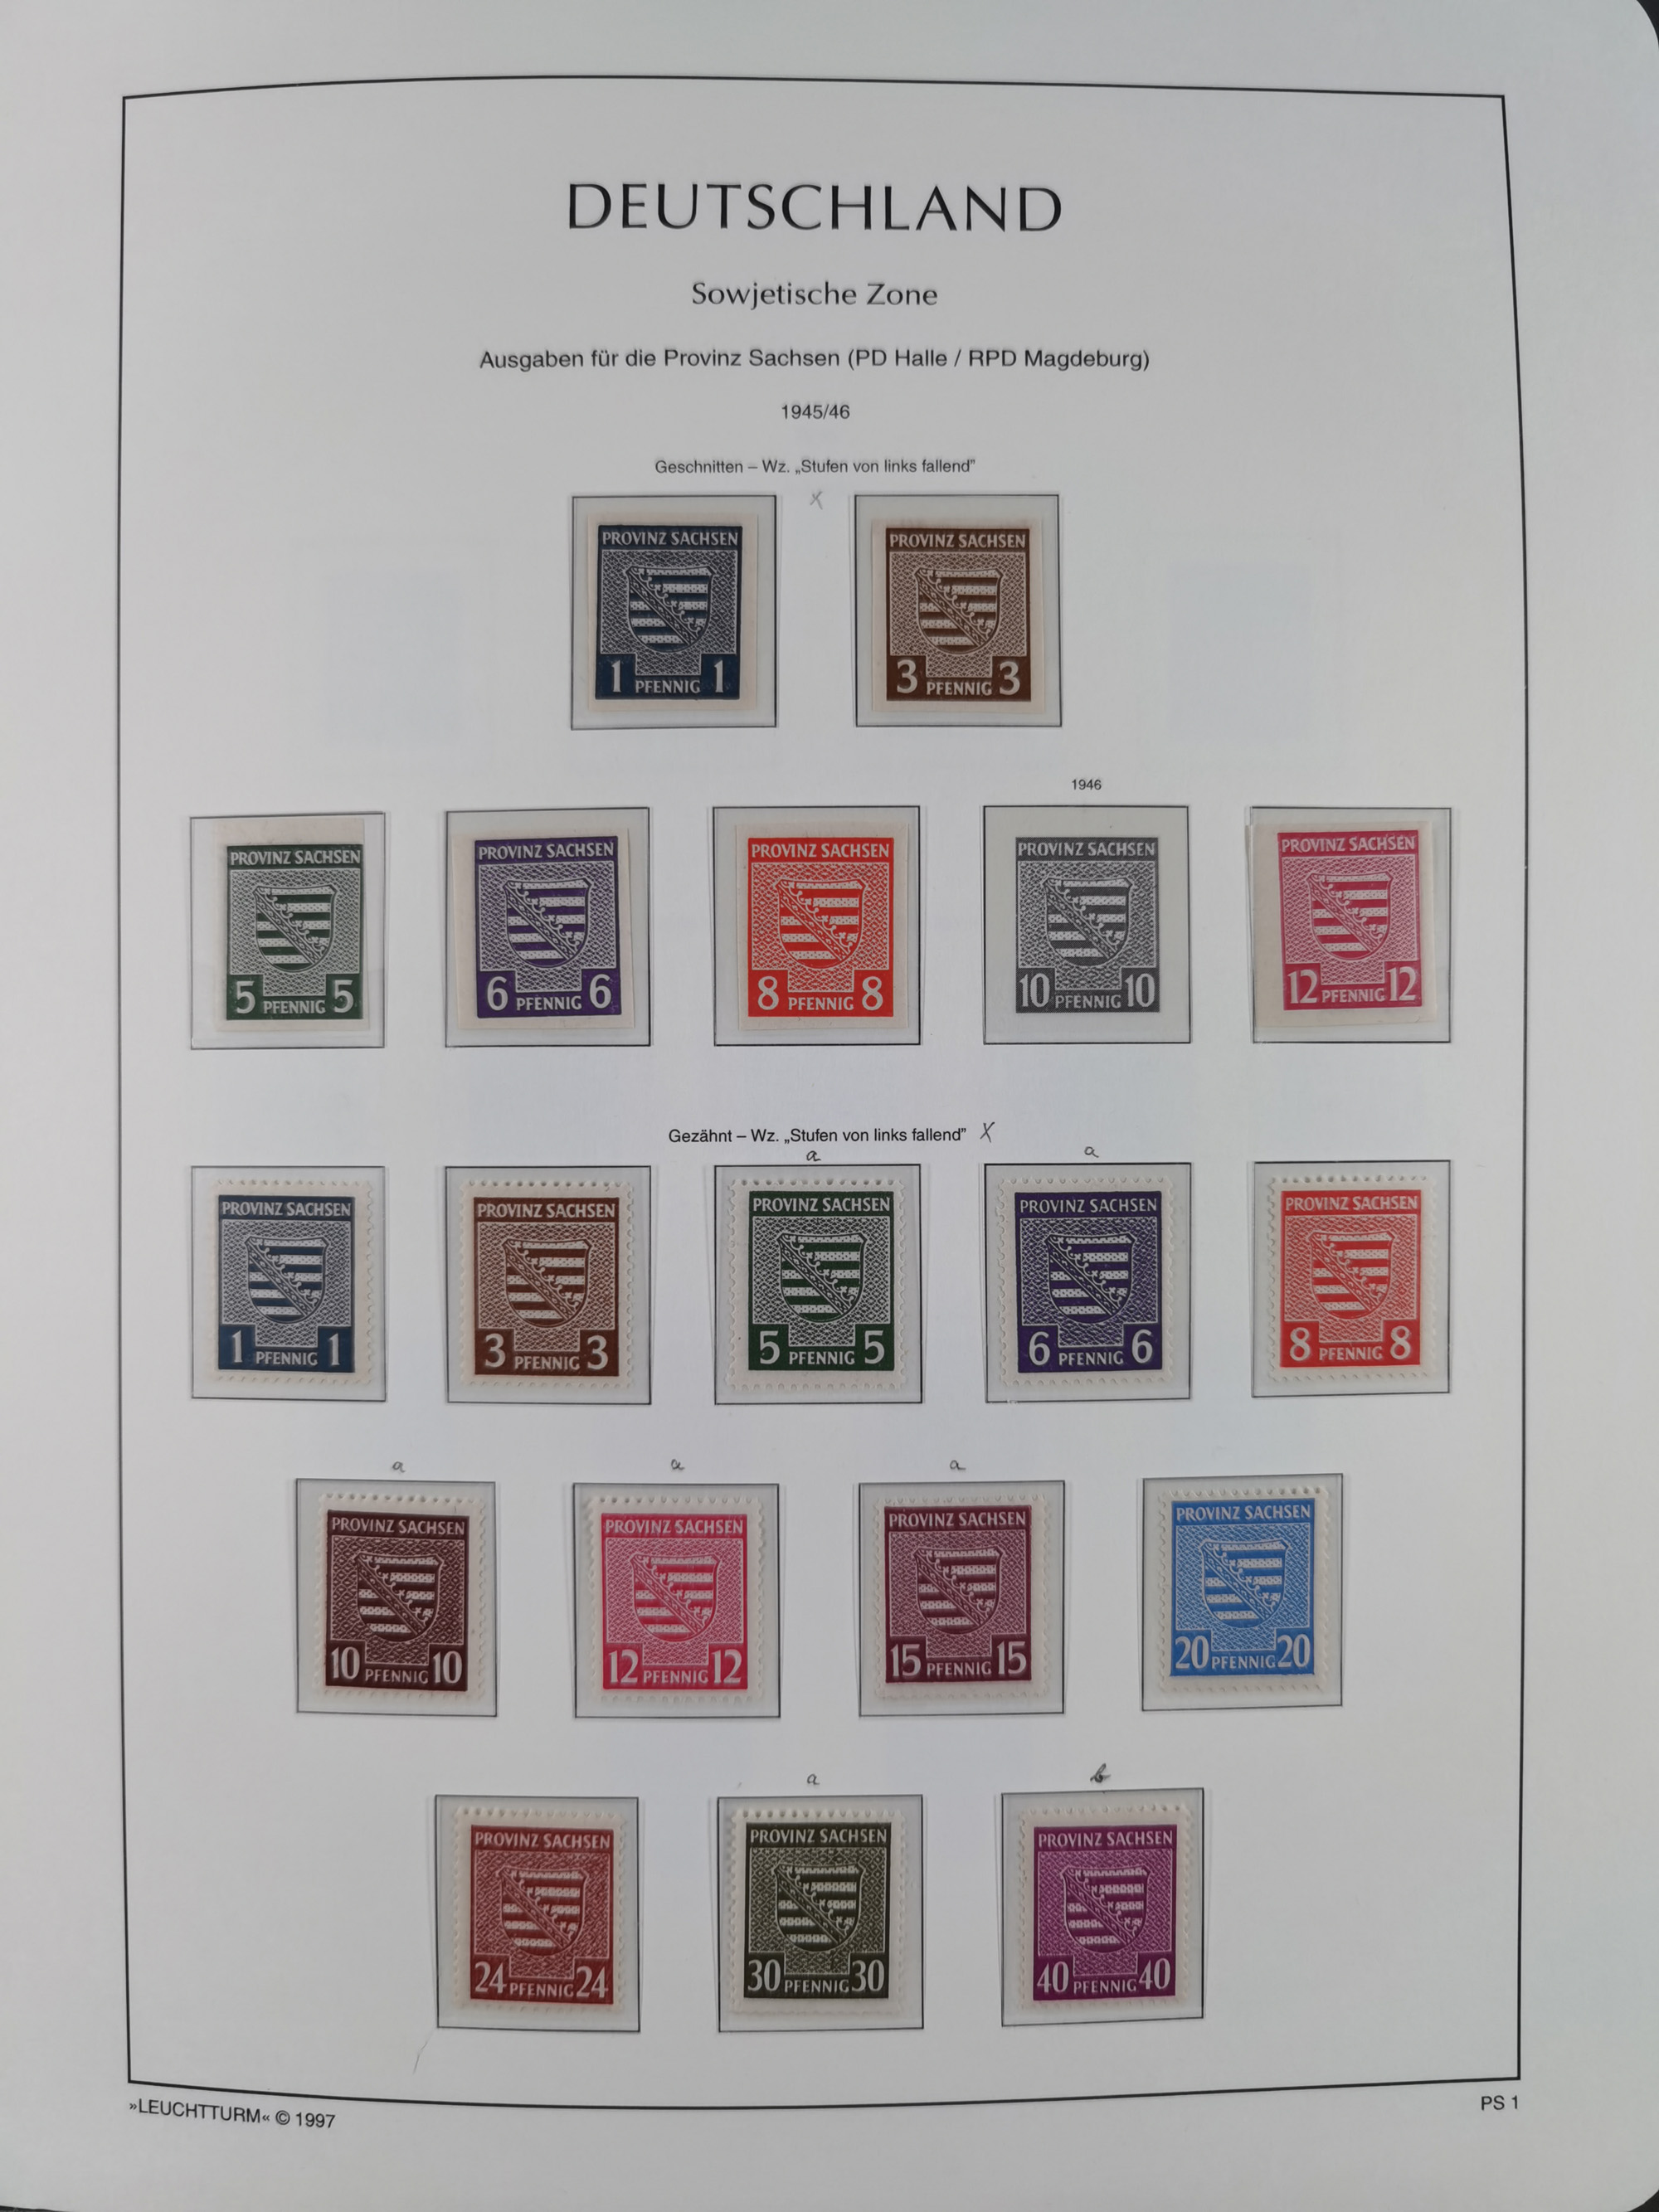 DEUTSCHLAND
Sowjetische Zone
Ausgaben für die Provinz Sachsen (PD Halle / RPD Magdeburg)
1945/46
Geschnitten – Wz. „Stufen von links fallend”
X
PROVINZ SACHSEN
1 PFENNIG 1
PROVINZ SACHSEN
3 PFENNIG 3
1946
PROVINZ SACHSEN
5 PFENNIG 5
PROVINZ SACHSEN
6 PFENNIG 6
PROVINZ SACHSEN
8 PFENNIG 8
PROVINZ SACHSEN
10 PFENNIG 10
PROVINZ SACHSEN
12 PFENNIG 12
Gezähnt – Wz. „Stufen von links fallend” X
a
a
PROVINZ SACHSEN
1 PFENNIG 1
PROVINZ SACHSEN
3 PFENNIG 3
PROVINZ SACHSEN
5 PFENNIG 5
PROVINZ SACHSEN
6 PFENNIG 6
PROVINZ SACHSEN
8 PFENNIG 8
a
a
a
PROVINZ SACHSEN
10 PFENNIG 10
PROVINZ SACHSEN
12 PFENNIG 12
PROVINZ SACHSEN
15 PFENNIG 15
PROVINZ SACHSEN
20 PFENNIG 20
a
b
PROVINZ SACHSEN
24 PFENNIG 24
PROVINZ SACHSEN
30 PFENNIG 30
PROVINZ SACHSEN
40 PFENNIG 40
»LEUCHTTURM« © 1997
PS 1